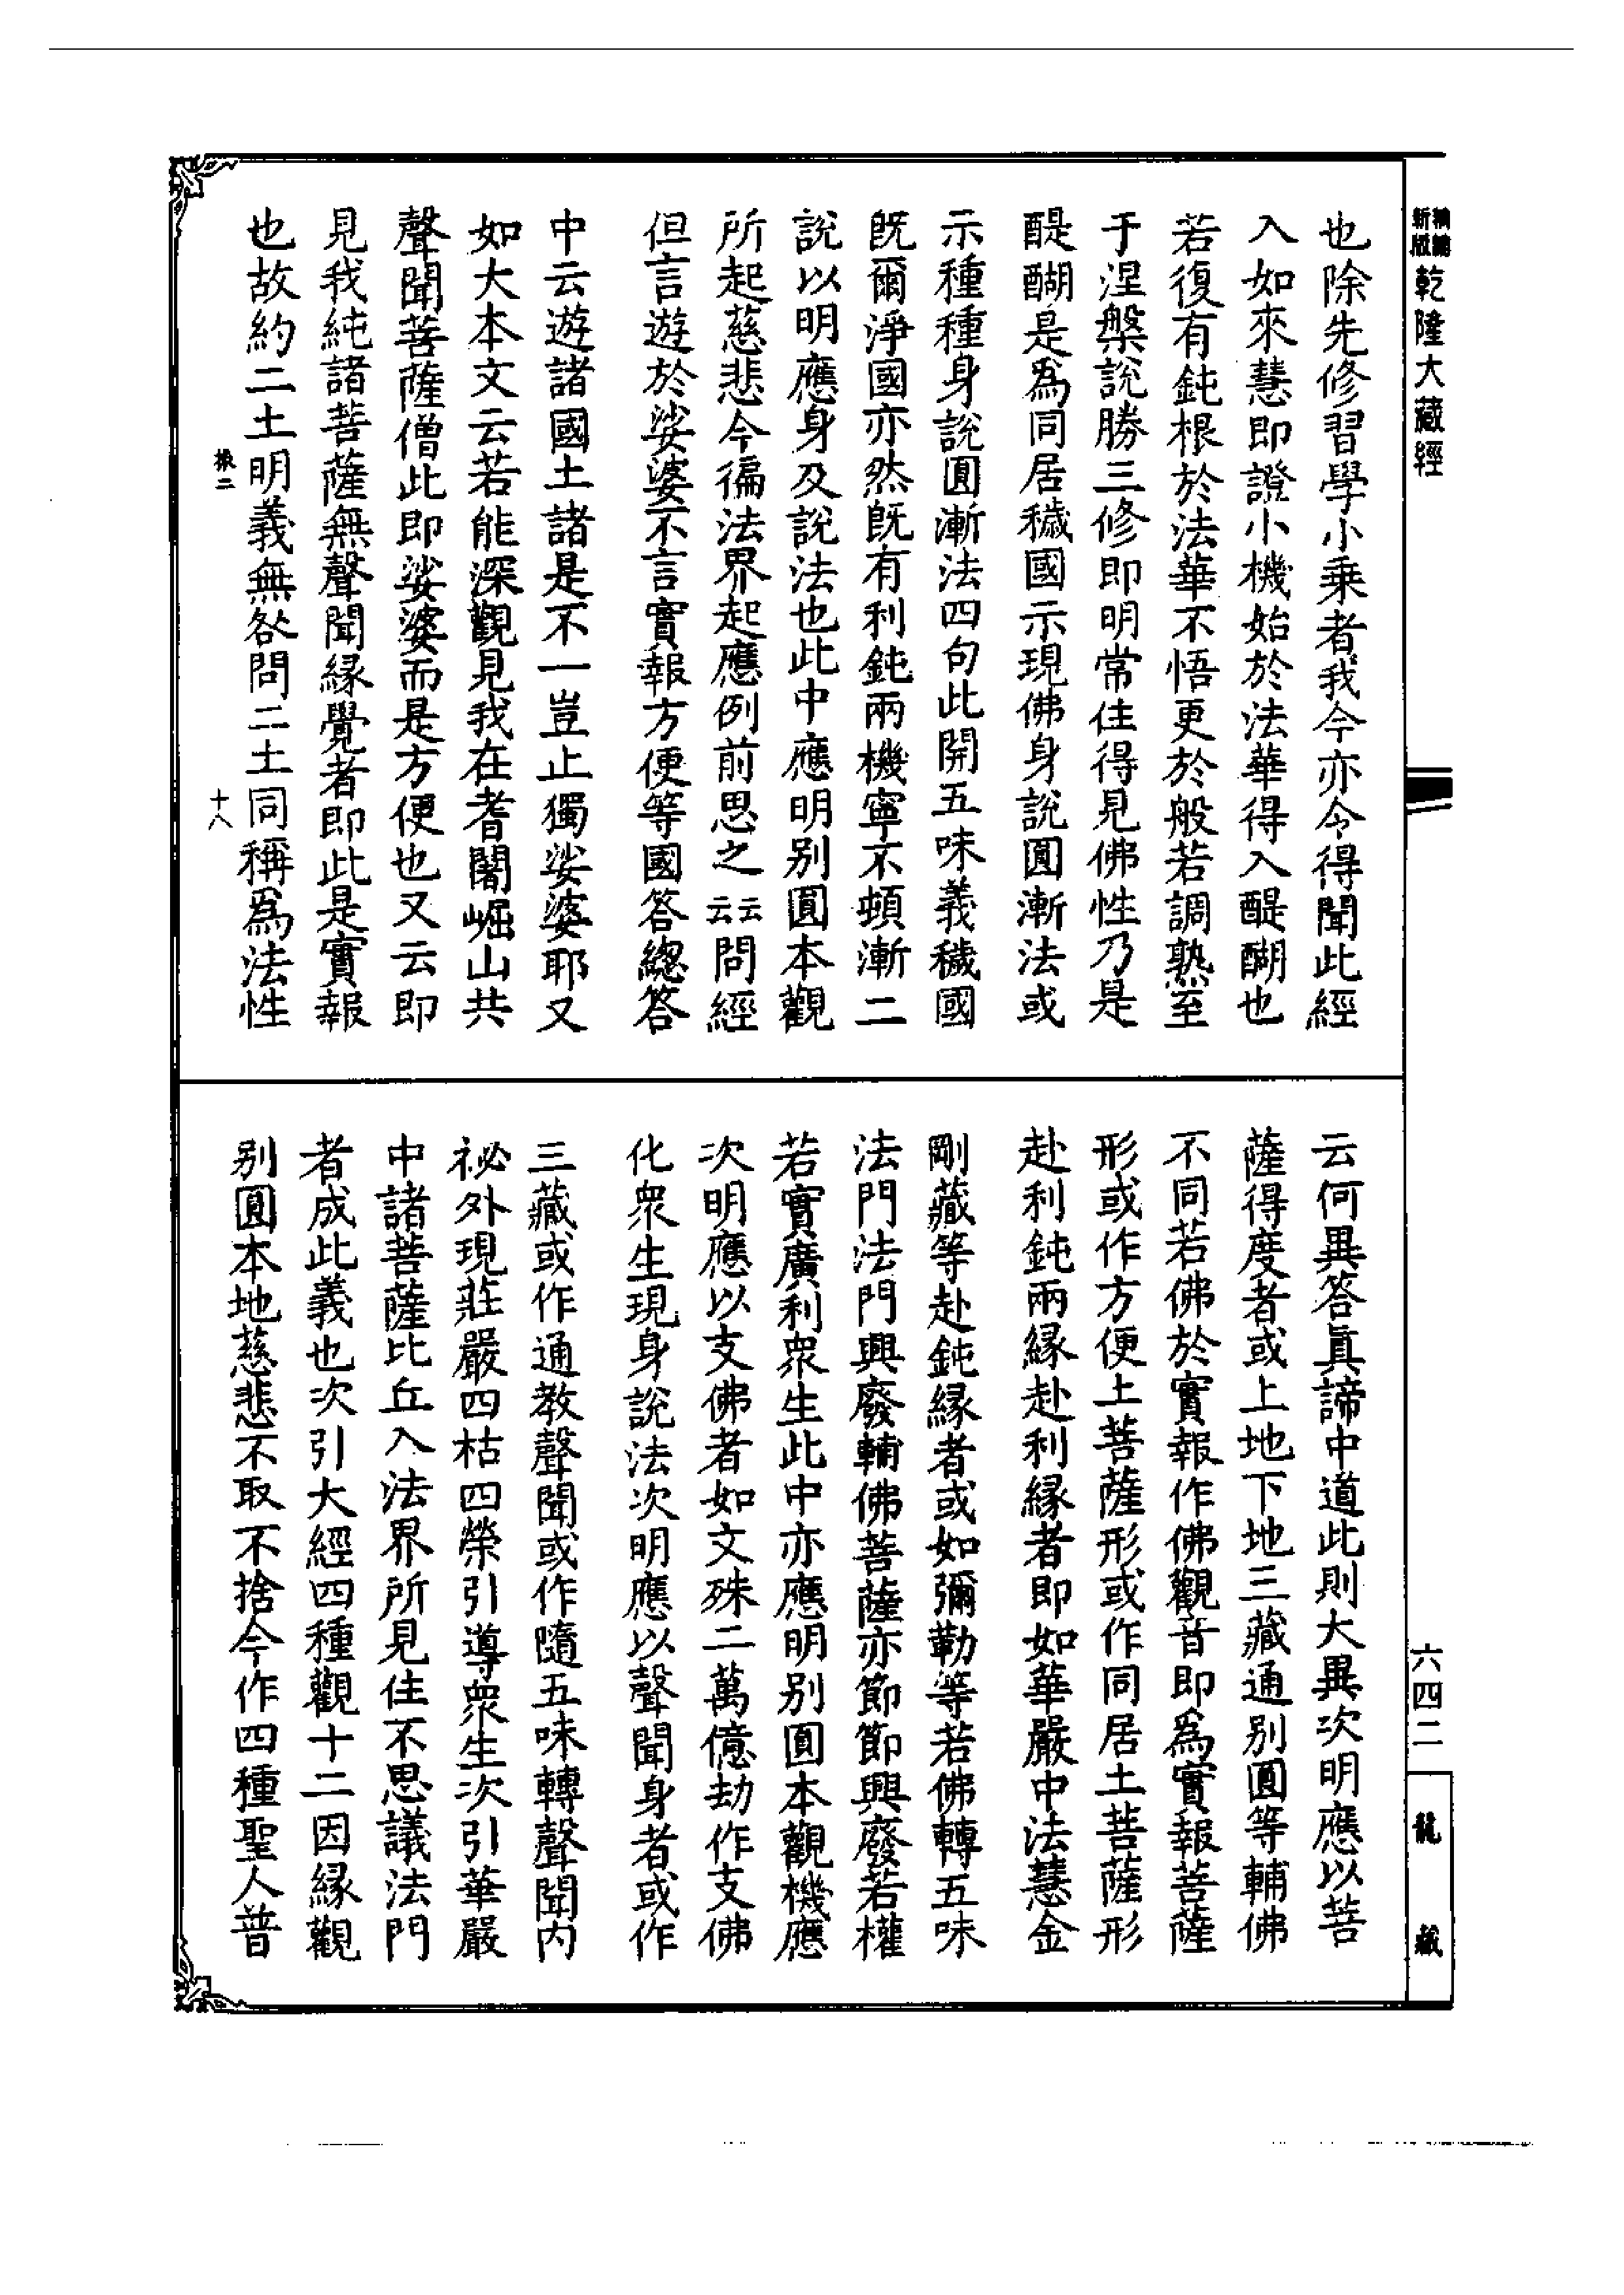 新編縮版
乾隆大藏經
六四二
龍藏
也除先修習學小乘者我今亦令得聞此經
入如來慧即證小機始於法華得入醍醐也
若復有鈍根於法華不悟更於般若調熟至
于涅槃說勝三修即明常住得見佛性乃是
醍醐是爲同居穢國示現佛身說圓漸法或
示種種身說圓漸法四句此開五味義穢國
既爾淨國亦然既有利鈍兩機寧不頓漸二
說以明應身及說法也此中應明別圓本觀
所起慈悲今徧法界起應例前思之云云問經
但言遊於娑婆不言實報方便等國答總答
中云遊諸國土諸是不一豈止獨娑婆耶又
如大本文云若能深觀見我在耆闍崛山共
聲聞菩薩僧此即娑婆而是方便也又云即
見我純諸菩薩無聲聞緣覺者即此是實報
也故約二土明義無咎問二土同稱爲法性
十八
云何異答眞諦中道此則大異次明應以菩
薩得度者或上地下地三藏通別圓等輔佛
不同若佛於實報作佛觀音即爲實報菩薩
形或作方便土菩薩形或作同居土菩薩形
赴利鈍兩緣赴利緣者即如華嚴中法慧金
剛藏等赴鈍緣者或如彌勒等若佛轉五味
法門法門興廢輔佛菩薩亦節節興廢若權
若實廣利衆生此中亦應明別圓本觀機應
次明應以支佛者如文殊二萬億劫作支佛
化衆生現身說法次明應以聲聞身者或作
三藏或作通教聲聞或作隨五味轉聲聞内
祕外現莊嚴四枯四榮引導衆生次引華嚴
中諸菩薩比丘入法界所見住不思議法門
者成此義也次引大經四種觀十二因緣觀
別圓本地慈悲不取不捨今作四種聖人普